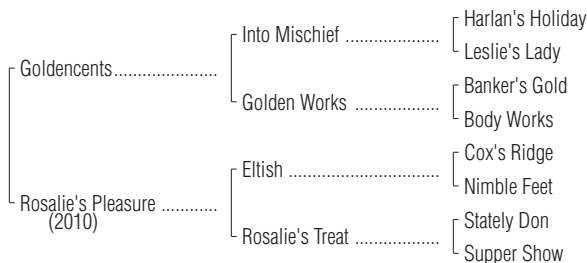 Harlan's Holiday
Into Mischief ....................
Leslie's Lady
Goldencents......................
Banker's Gold
Golden Works ..................
Body Works
Cox's Ridge
Eltish ................................
Nimble Feet
Rosalie's Pleasure ............
(2010)
Stately Don
Rosalie's Treat ..................
Supper Show